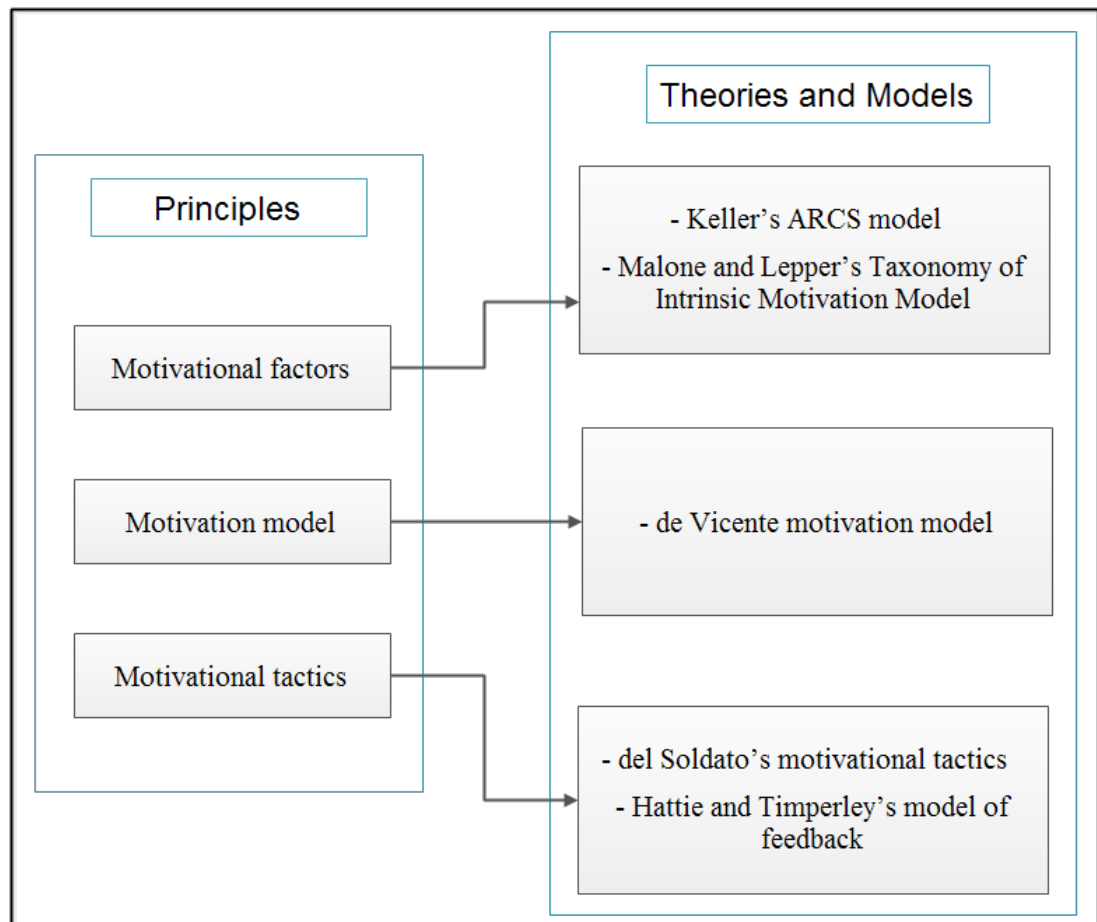 Principles
Motivational factors
Motivation model
Motivational tactics
Theories and Models
- Keller’s ARCS model
- Malone and Lepper’s Taxonomy of
Intrinsic Motivation Model
- de Vicente motivation model
- del Soldato’s motivational tactics
- Hattie and Timperley’s model of
feedback